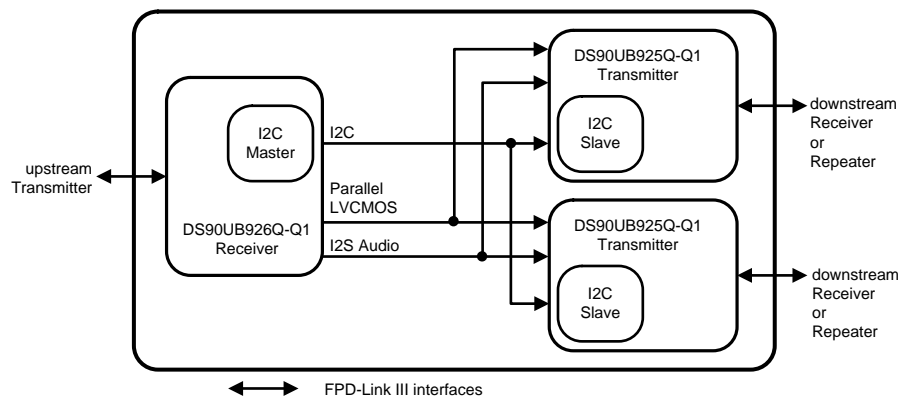 upstream
Transmitter
I2C
Master
DS90UB926Q-Q1
Receiver
I2C
Parallel
LVCMOS
I2S Audio
DS90UB925Q-Q1
Transmitter
I2C
Slave
downstream
Receiver
or
Repeater
DS90UB925Q-Q1
Transmitter
I2C
Slave
downstream
Receiver
or
Repeater
FPD-Link III interfaces